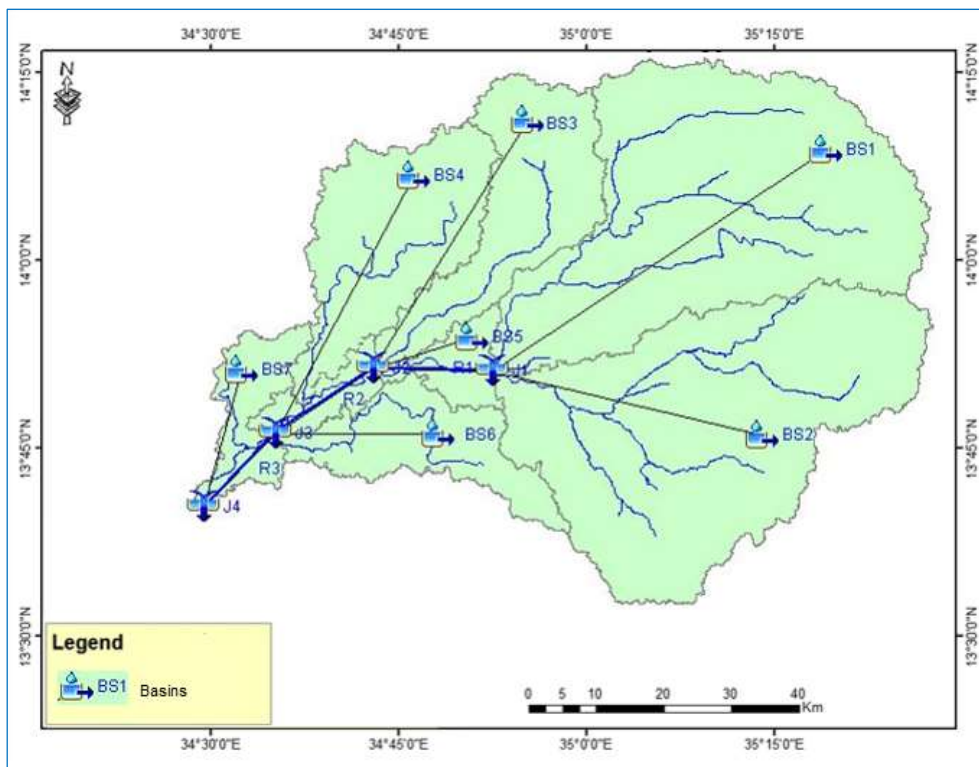 34°30'0"E 34°45'0"E 35°0'0"E 35°15'0"E
14°15'0"N 14°15'0"N
N
BS3
BS1
BS4
14°0'0"N 14°0'0"N
BS5
BS7 J2 R1 J1
R2
J3 BS6 BS2
13°45'0"N 13°45'0"N
R3
J4
13°30'0"N 13°30'0"N
Legend
BS1 Basins
0 5 10 20 30 40
Km
34°30'0"E 34°45'0"E 35°0'0"E 35°15'0"E